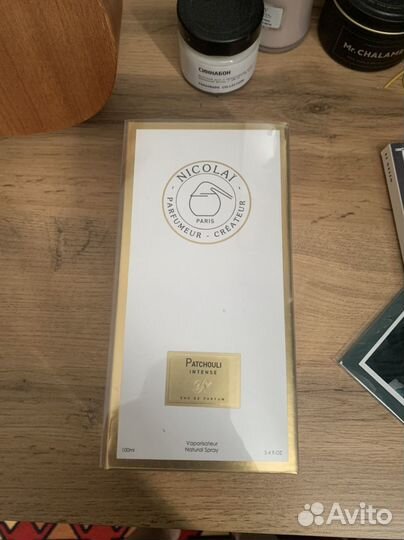 СИННАБОН
Mr. CHALAME
NICOLAÏ
PARIS
PARFUMEUR - CRÉATEUR
PATCHOULI
INTENSE
EAU DE PARFUM
100ml
Vaporisateur
Natural Spray
3.4 fl OZ
Avito